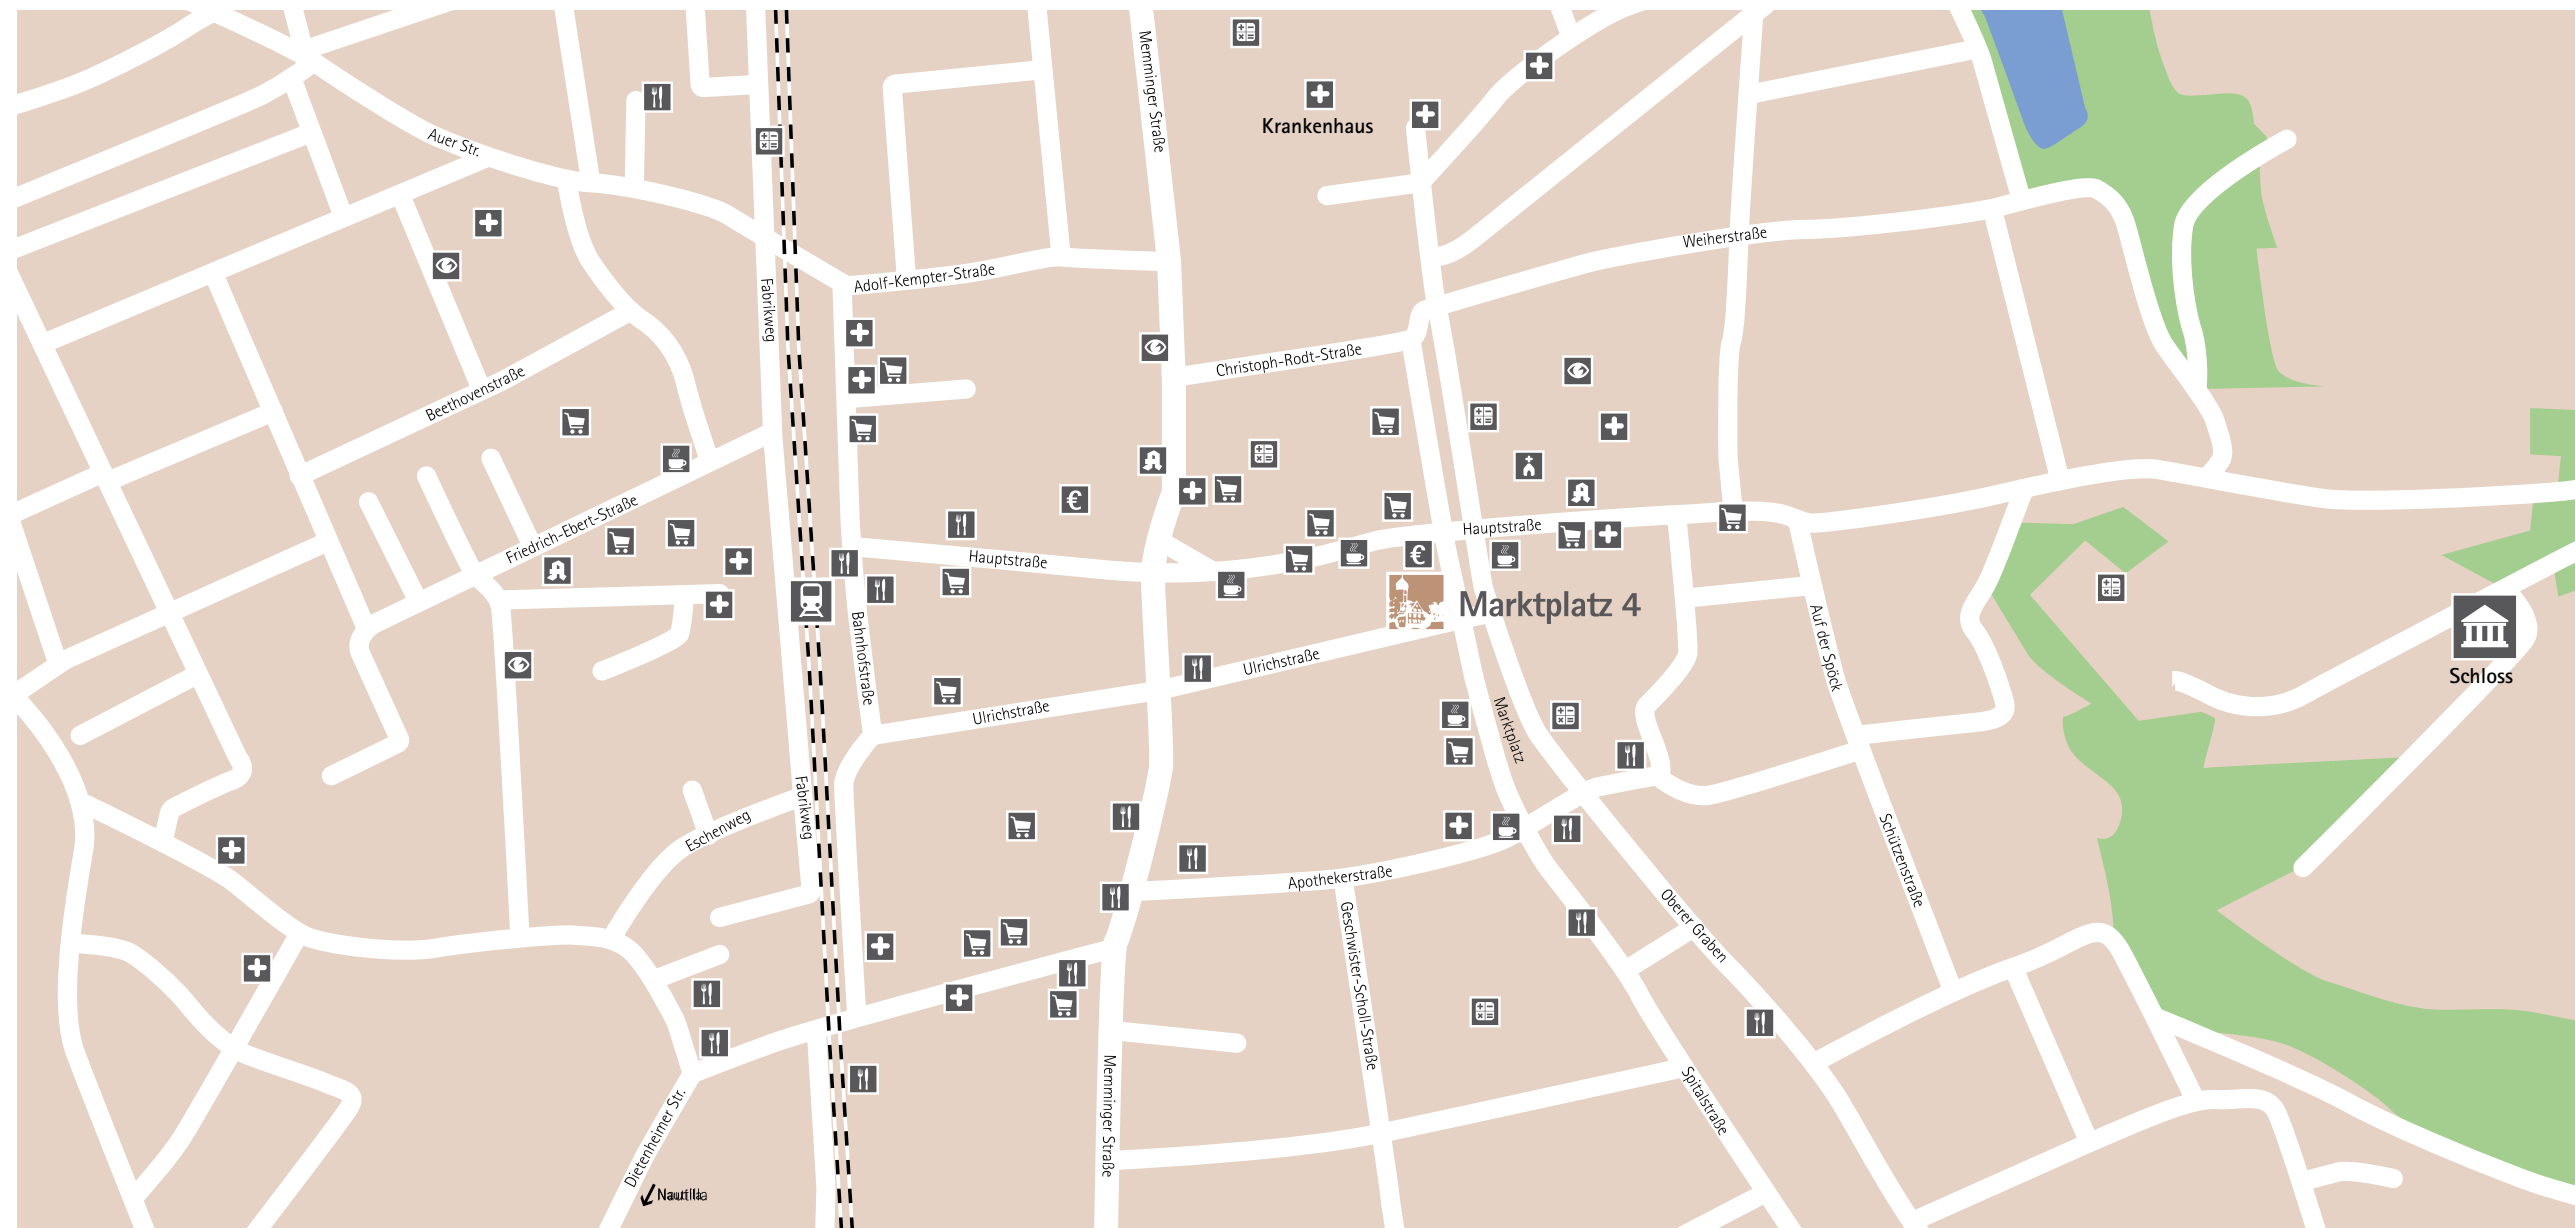 Memminger Straße
Krankenhaus
Auer Str.
Weiherstraße
Adolf-Kempter-Straße
Fabrikweg
Christoph-Rodt-Straße
Beethovenstraße
Friedrich-Ebert-Straße
€
Hauptstraße
Hauptstraße
€
Marktplatz 4
Bahnhofstraße
Auf der Spöck
Ulrichstraße
Schloss
Ulrichstraße
Marktplatz
Fabrikweg
Eschenweg
Schützenstraße
Apothekerstraße
Oberer Graben
Geschwister-Scholl-Straße
Memminger Straße
Spitalstraße
Dietenheimer Str.
Nautilla